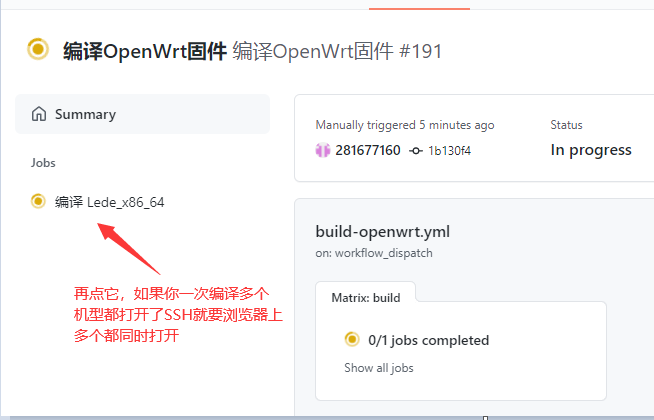 编译OpenWrt固件 编译OpenWrt固件 #191
Summary
Jobs
编译 Lede_x86_64
再点它，如果你一次编译多个
机型都打开了SSH就要浏览器上
多个都同时打开
Manually triggered 5 minutes ago
281677160 1b130f4
Status
In progress
build-openwrt.yml
on: workflow_dispatch
Matrix: build
0/1 jobs completed
Show all jobs